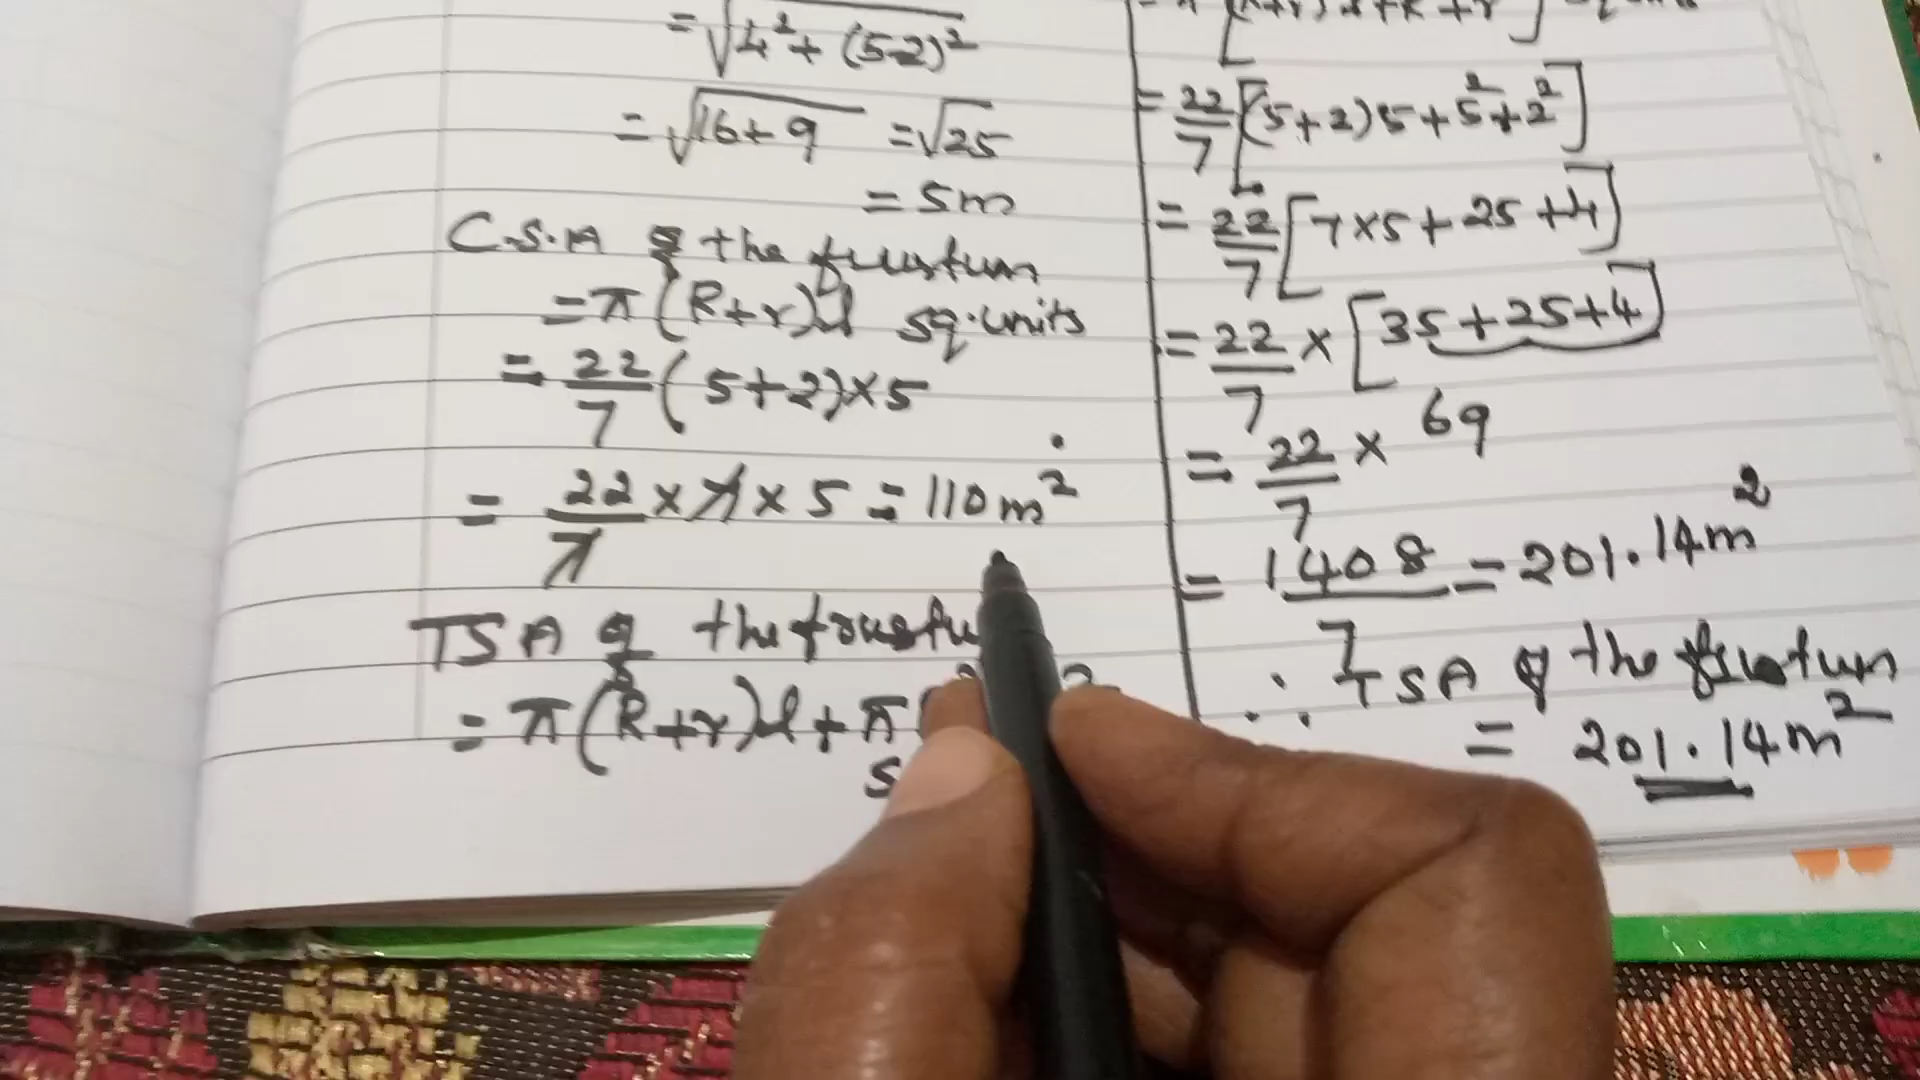 = √4² + (5-2)²
= √16+9 = √25
= 5m
C.S.A of the frustum
= π(R+r)l sq.units
= 22/7 (5+2)×5
= 22/7 × 7 × 5 = 110m²
TSA of the frustu
= π(R+r)l + π
= 22/7 [(5+2)5 + 5² + 2²]
= 22/7 [7×5 + 25 + 4]
= 22/7 × [35 + 25 + 4]
= 22/7 × 69
= 1408/7 = 201.14m²
∴ TSA of the frustum
= 201.14m²